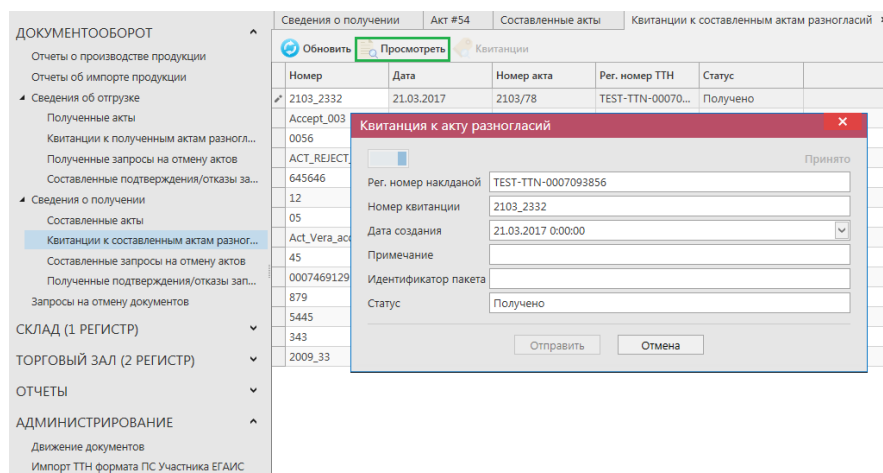 ДОКУМЕНТООБОРОТ
Отчеты о производстве продукции
Отчеты об импорте продукции
Сведения об отгрузке
Полученные акты
Квитанции к полученным актам разногл...
Полученные запросы на отмену актов
Составленные подтверждения/отказы за...
Сведения о получении
Составленные акты
Квитанции к составленным актам разног...
Составленные запросы на отмену актов
Полученные подтверждения/отказы зап...
Запросы на отмену документов
СКЛАД (1 РЕГИСТР)
ТОРГОВЫЙ ЗАЛ (2 РЕГИСТР)
ОТЧЕТЫ
АДМИНИСТРИРОВАНИЕ
Движение документов
Импорт ТТН формата ПС Участника ЕГАИС
Сведения о получении Акт #54 Составленные акты Квитанции к составленным актам разногласий
Обновить Просмотреть Квитанции
Номер Дата Номер акта Рег. номер ТТН Статус
2103_2332 21.03.2017 2103/78 TEST-TTN-00070... Получено
Accept_003
0056
ACT_REJECT_
645646
12
05
Act_Vera_acc
45
0007469129
879
5445
343
2009_33
Квитанция к акту разногласий
Принято
Рег. номер накладной TEST-TTN-0007093856
Номер квитанции 2103_2332
Дата создания 21.03.2017 0:00:00
Примечание
Идентификатор пакета
Статус Получено
Отправить Отмена